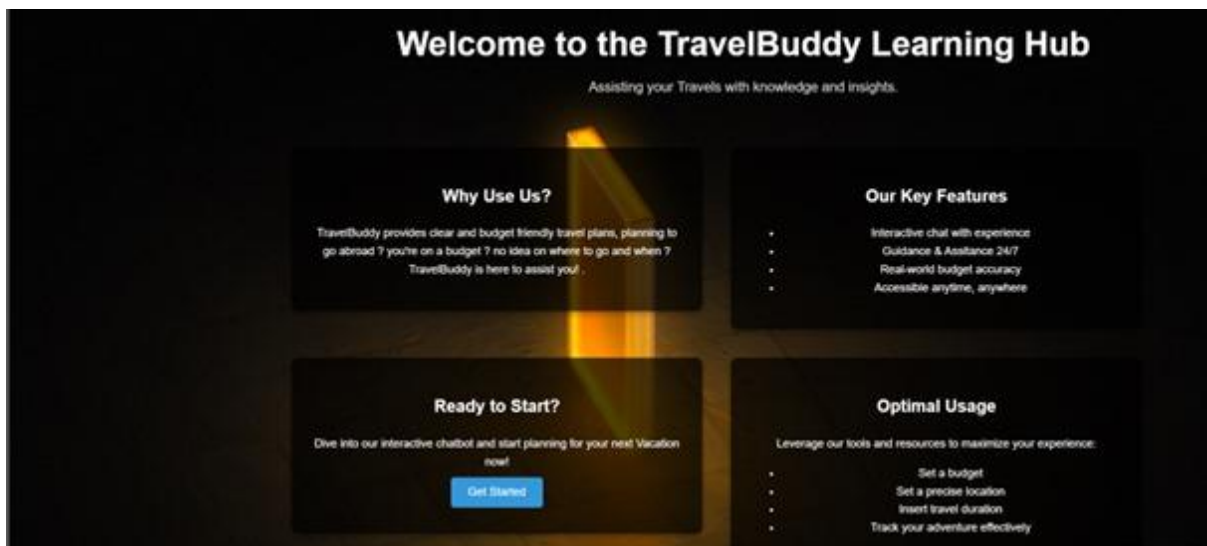 Welcome to the TravelBuddy Learning Hub
Assisting your Travels with knowledge and insights.
Why Use Us?
TravelBuddy provides clear and budget friendly travel plans, planning to
go abroad ? you're on a budget ? no idea on where to go and when ?
TravelBuddy is here to assist you! .
Our Key Features
• Interactive chat with experience
• Guidance & Assitance 24/7
• Real-world budget accuracy
• Accessible anytime, anywhere
Ready to Start?
Dive into our interactive chatbot and start planning for your next Vacation
now!
Get Started
Optimal Usage
Leverage our tools and resources to maximize your experience:
• Set a budget
• Set a precise location
• Insert travel duration
• Track your adventure effectively